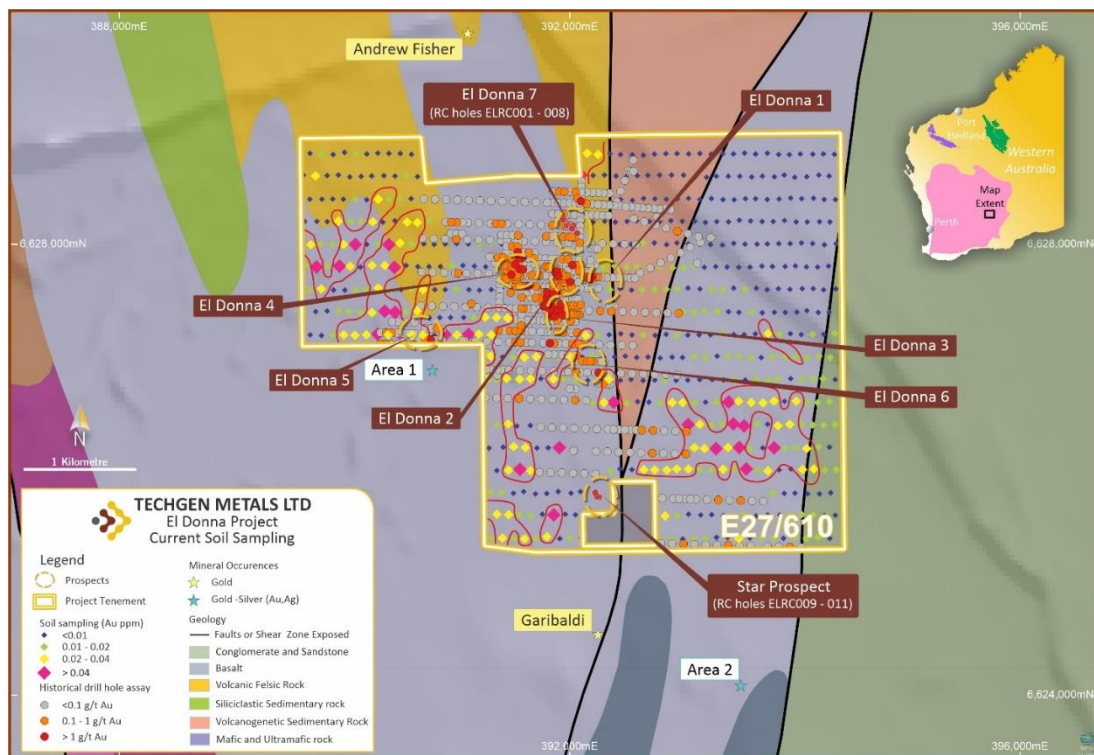 388,000mE
392,000mE
396,000mE
Andrew Fisher
El Donna 7
(RC holes ELRC001 - 008)
El Donna 1
Port
Hedland
Western
Australia
Map
Extent
Perth
6,628,000mN
6,628,000mN
El Donna 4
El Donna 3
El Donna 5
Area 1
El Donna 2
El Donna 6
N
1 Kilometre
E27/610
Star Prospect
(RC holes ELRC009 - 011)
Garibaldi
Area 2
6,624,000mN
392,000mE
396,000mE
TECHGEN METALS LTD
El Donna Project
Current Soil Sampling
Legend
Prospects
Project Tenement
Soil sampling (Au ppm)
<0.01
0.01 - 0.02
0.02 - 0.04
> 0.04
Historical drill hole assay
<0.1 g/t Au
0.1 - 1 g/t Au
> 1 g/t Au
Mineral Occurences
Gold
Gold -Silver (Au,Ag)
Geology
Faults or Shear Zone Exposed
Conglomerate and Sandstone
Basalt
Volcanic Felsic Rock
Siliciclastic Sedimentary rock
Volcanogenetic Sedimentary Rock
Mafic and Ultramafic rock